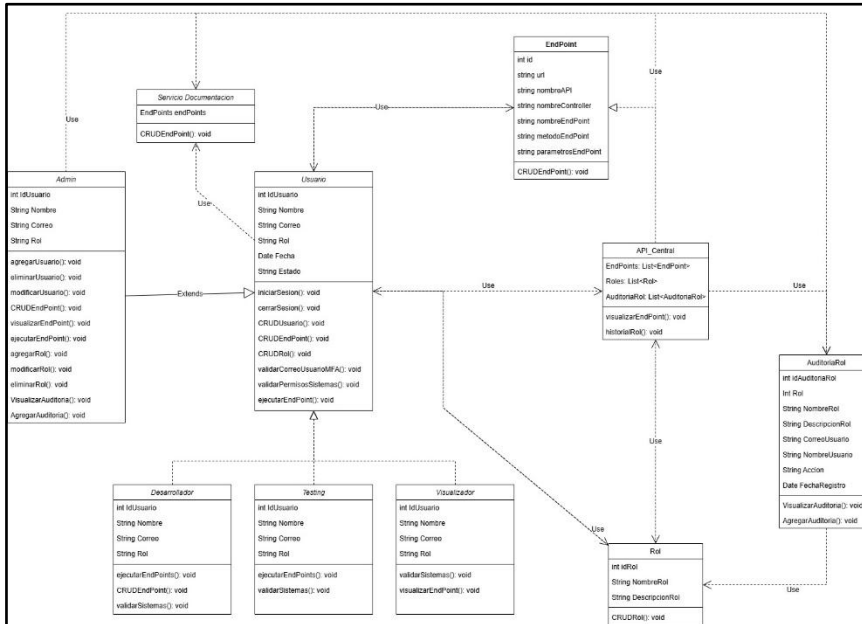 EndPoint
int id
string url
string nombreAPI
string nombreController
string nombreEndPoint
string metodoEndPoint
string parametrosEndPoint
CRUDEndPoint(): void
Use
Use
Use
Servicio Documentacion
EndPoints endPoints
CRUDEndPoint(): void
Use
Admin
int IdUsuario
String Nombre
String Correo
String Rol
agregarUsuario(): void
eliminarUsuario(): void
modificarUsuario(): void
CRUDEndPoint(): void
visualizarEndPoint(): void
ejecutarEndPoint(): void
agregarRol(): void
modificarRol(): void
eliminarRol(): void
VisualizarAuditoria(): void
AgregarAuditoria(): void
Extends
Usuario
int IdUsuario
String Nombre
String Correo
String Rol
Date Fecha
String Estado
iniciarSesion(): void
cerrarSesion(): void
CRUDUsuario(): void
CRUDEndPoint(): void
CRUDRol(): void
validarCorreoUsuarioMFA(): void
validarPermisosSistemas(): void
ejecutarEndPoint(): void
Use
API_Central
EndPoints: List<EndPoint>
Roles: List<Rol>
AuditoriaRol: List<AuditoriaRol>
visualizarEndPoint(): void
historialRol(): void
Use
AuditoriaRol
int idAuditoriaRol
Int Rol
String NombreRol
String DescripcionRol
String CorreoUsuario
String NombreUsuario
String Accion
Date FechaRegistro
VisualizarAuditoria(): void
AgregarAuditoria(): void
Use
Desarrollador
int IdUsuario
String Nombre
String Correo
String Rol
ejecutarEndPoints(): void
CRUDEndPoint(): void
validarSistemas(): void
Testing
int IdUsuario
String Nombre
String Correo
String Rol
ejecutarEndPoints(): void
validarSistemas(): void
Visualizador
int IdUsuario
String Nombre
String Correo
String Rol
validarSistemas(): void
visualizarEndPoint(): void
Use
Rol
int idRol
String NombreRol
String DescripcionRol
CRUDRol(): void
Use